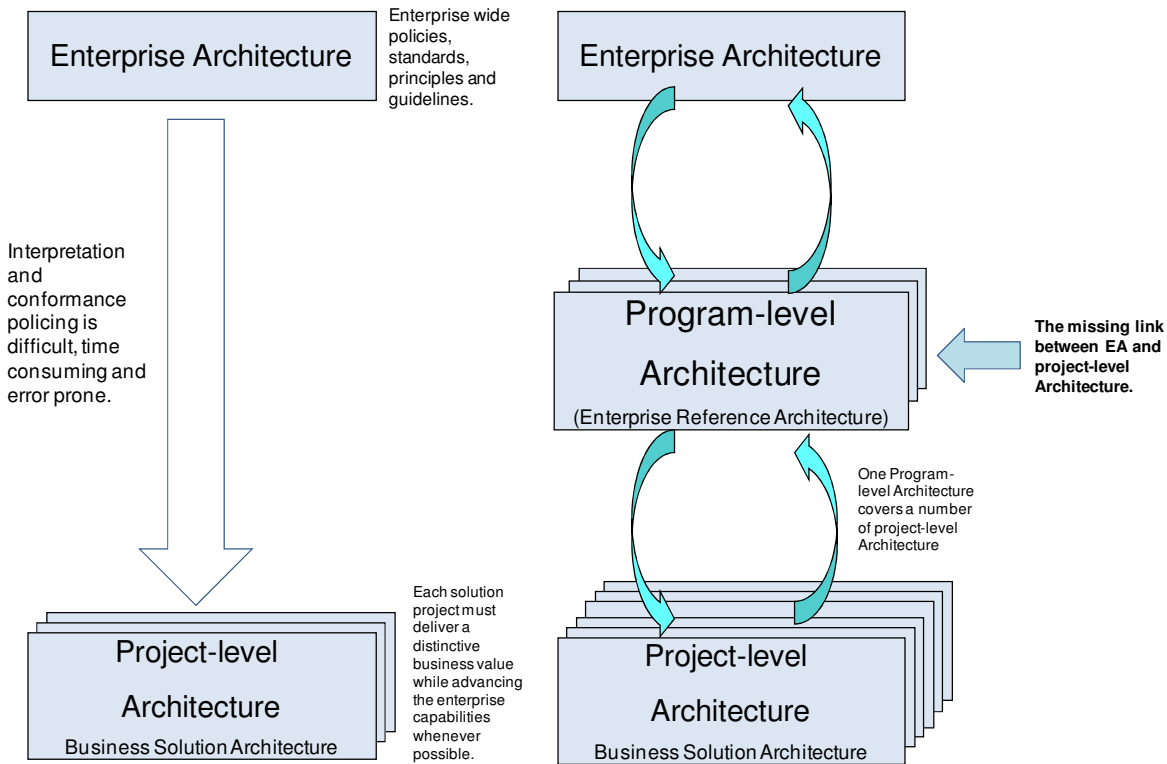 Enterprise Architecture
Enterprise wide
policies,
standards,
principles and
guidelines.
Interpretation
and
conformance
policing is
difficult, time
consuming and
error prone.
Project-level
Architecture
Business Solution Architecture
Each solution
project must
deliver a
distinctive
business value
while advancing
the enterprise
capabilities
whenever
possible.
Enterprise Architecture
Program-level
Architecture
(Enterprise Reference Architecture)
The missing link
between EA and
project-level
Architecture.
One Program-
level Architecture
covers a number
of project-level
Architecture
Project-level
Architecture
Business Solution Architecture